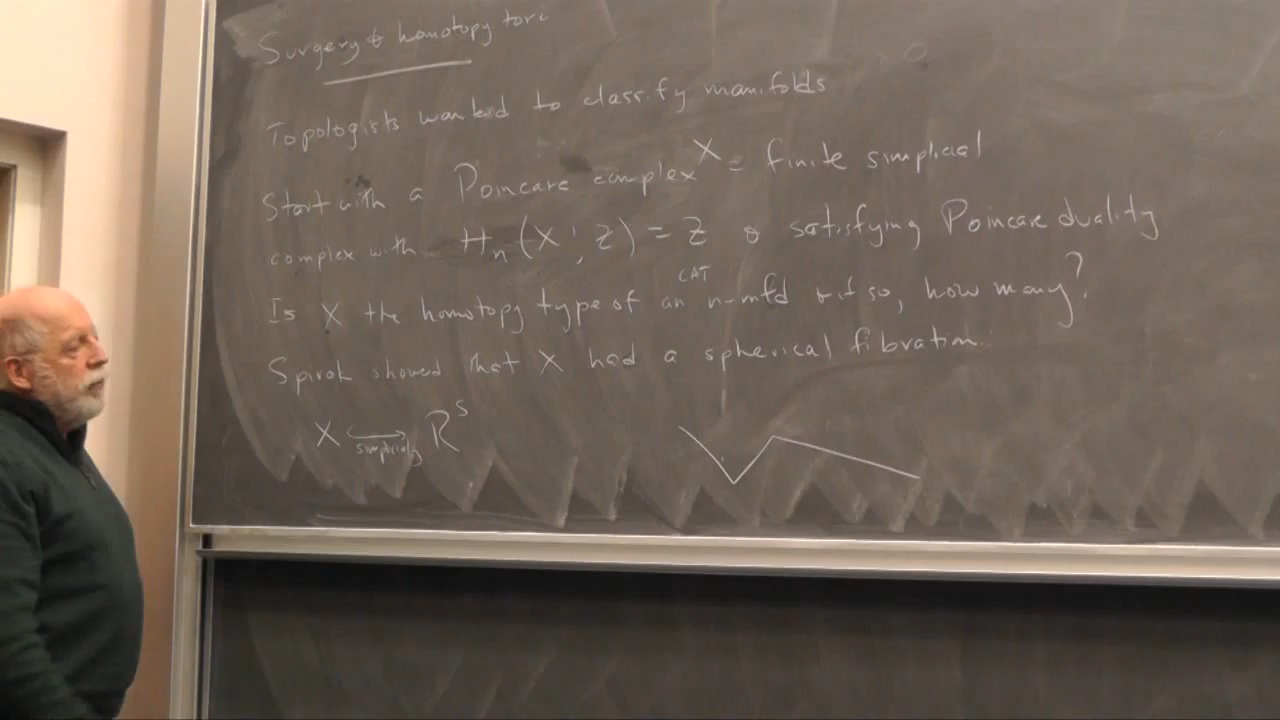 Surgery & homotopy tori
Topologists wanted to classify manifolds
Start with a Poincare complex X = finite simplicial
complex with H_n(X; Z) = Z & satisfying Poincare duality.
Is X the homotopy type of an CAT n-mfd & if so, how many?
Spivak showed that X had a spherical fibration.
X ⟷ R^S
simplicially